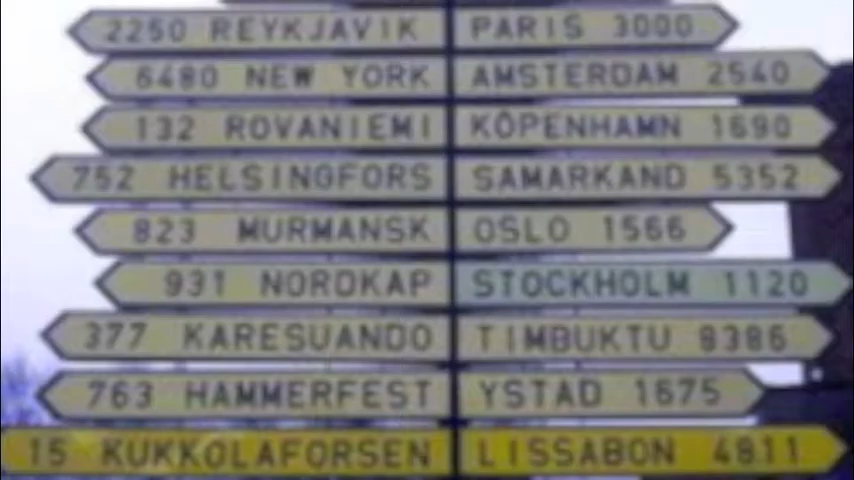 2250 REYKJAVIK PARIS 3000
6480 NEW YORK AMSTERDAM 2540
132 ROVANIEMI KÖPENHAMN 1690
752 HELSINGFORS SAMARKAND 5352
823 MURMANSK OSLO 1566
931 NORDKAP STOCKHOLM 1120
377 KARESUANDO TIMBUKTU 8386
763 HAMMERFEST YSTAD 1675
15 KUKKOLAFORSEN LISSABON 4811